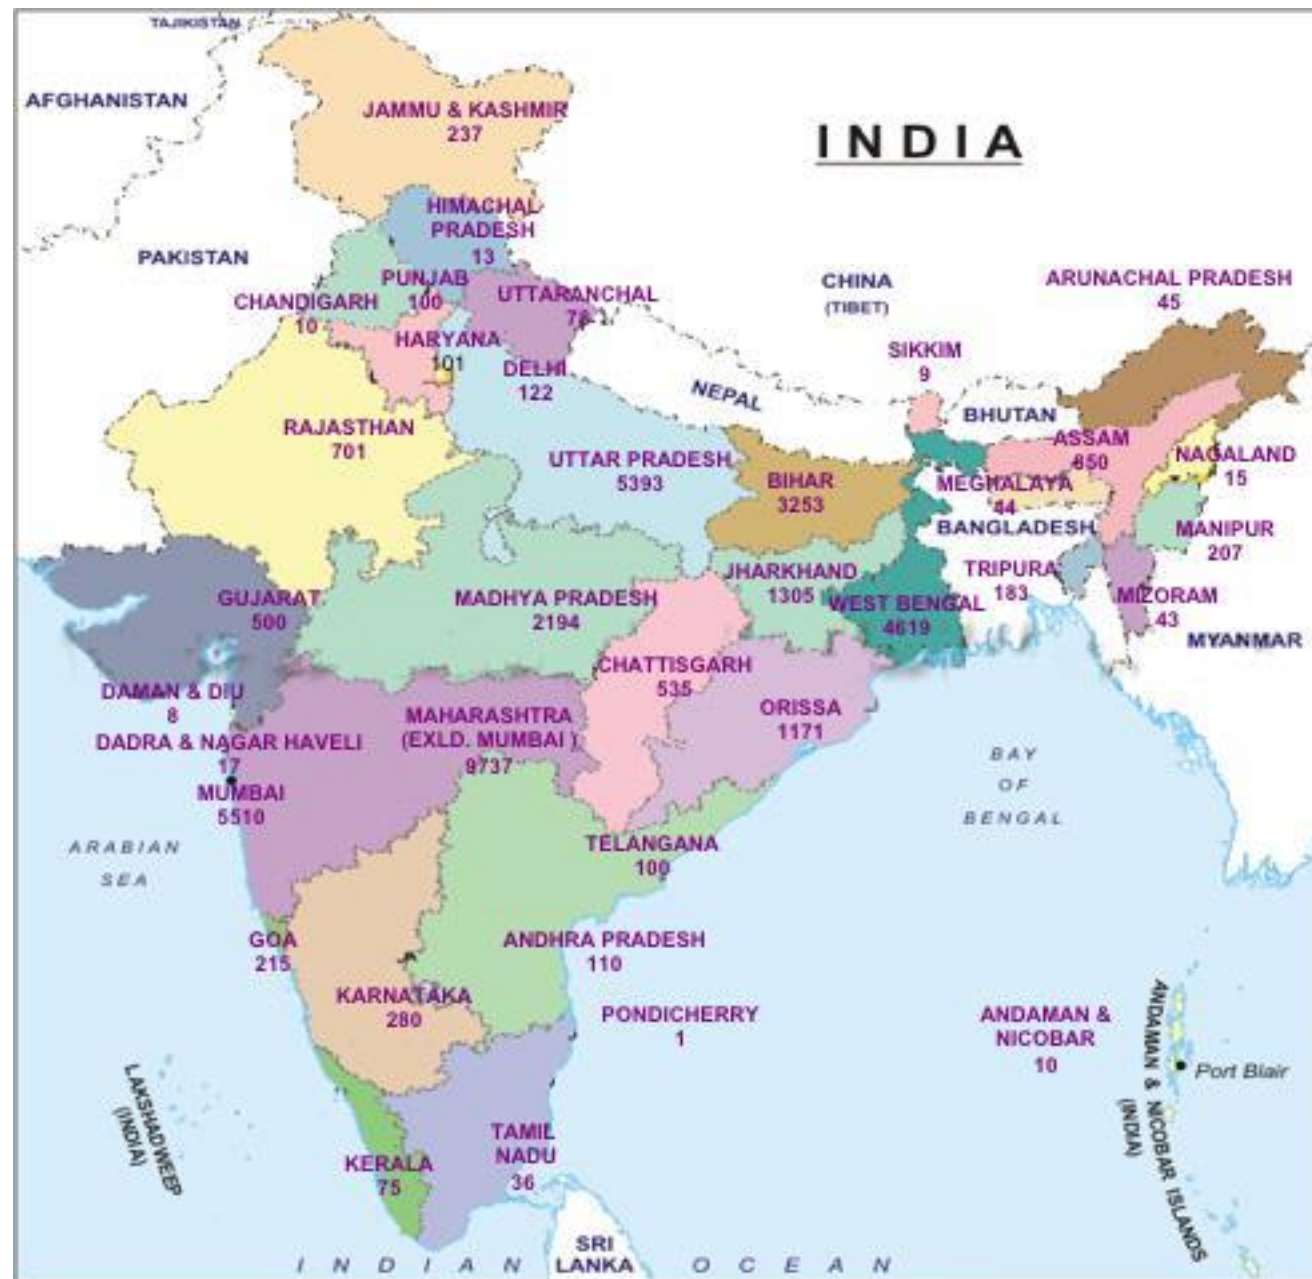 TAJIKISTAN
AFGHANISTAN
JAMMU & KASHMIR
237
INDIA
HIMACHAL
PRADESH
13
PAKISTAN
PUNJAB
100
CHANDIGARH
10
UTTARANCHAL
78
CHINA
(TIBET)
ARUNACHAL PRADESH
45
HARYANA
101
DELHI
122
SIKKIM
9
NEPAL
BHUTAN
RAJASTHAN
701
UTTAR PRADESH
5393
BIHAR
3253
ASSAM
850
NAGALAND
15
MEGHALAYA
44
BANGLADESH
MANIPUR
207
GUJARAT
500
MADHYA PRADESH
2194
JHARKHAND
1305
WEST BENGAL
4619
TRIPURA
183
MIZORAM
43
MYANMAR
CHATTISGARH
535
DAMAN & DIU
8
DADRA & NAGAR HAVELI
17
MUMBAI
5510
MAHARASHTRA
(EXLD. MUMBAI )
9737
ORISSA
1171
BAY
OF
BENGAL
ARABIAN
SEA
TELANGANA
100
GOA
215
ANDHRA PRADESH
110
KARNATAKA
280
PONDICHERRY
1
ANDAMAN &
NICOBAR
10
Port Blair
ANDAMAN & NICOBAR ISLANDS
(INDIA)
LAKSHADWEEP
(INDIA)
KERALA
75
TAMIL
NADU
36
SRI
LANKA
INDIAN OCEAN